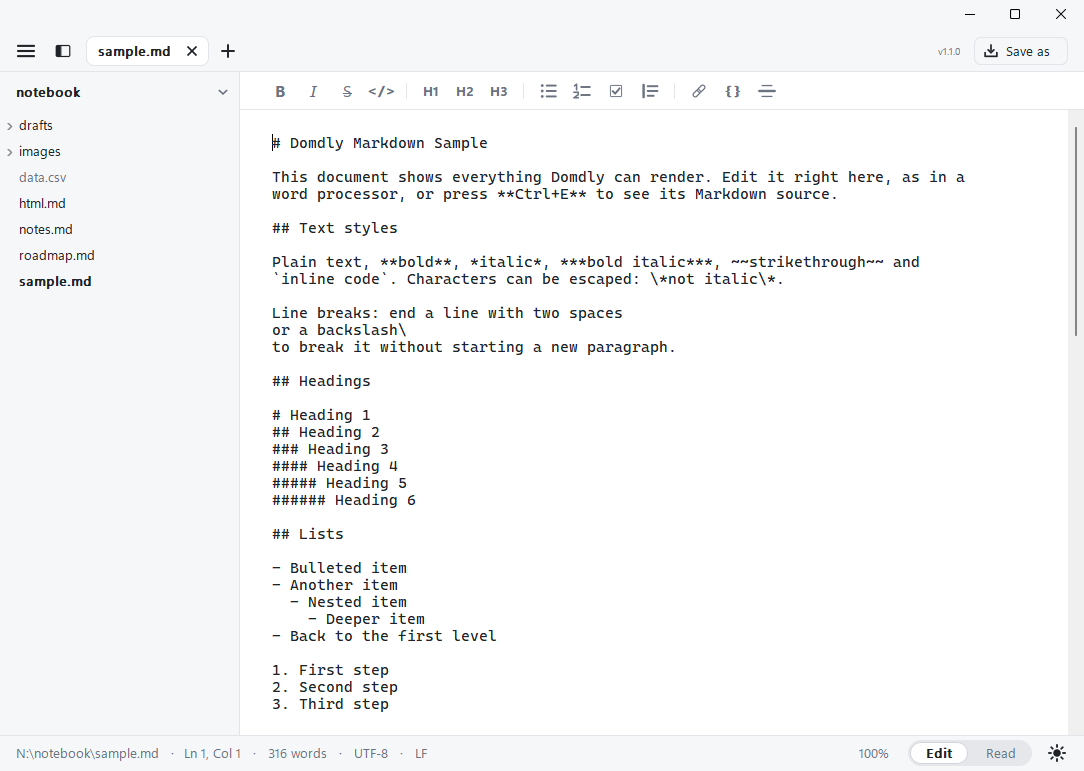 sample.md
v1.1.0
Save as
notebook
drafts
images
data.csv
html.md
notes.md
roadmap.md
sample.md
B I S </> H1 H2 H3 { }
# Domdly Markdown Sample
This document shows everything Domdly can render. Edit it right here, as in a
word processor, or press **Ctrl+E** to see its Markdown source.
## Text styles
Plain text, **bold**, *italic*, ***bold italic***, ~~strikethrough~~ and
`inline code`. Characters can be escaped: \*not italic\*.
Line breaks: end a line with two spaces
or a backslash\
to break it without starting a new paragraph.
## Headings
# Heading 1
## Heading 2
### Heading 3
#### Heading 4
##### Heading 5
###### Heading 6
## Lists
- Bulleted item
- Another item
  - Nested item
    - Deeper item
- Back to the first level
1. First step
2. Second step
3. Third step
N:\notebook\sample.md · Ln 1, Col 1 · 316 words · UTF-8 · LF
100%
Edit
Read